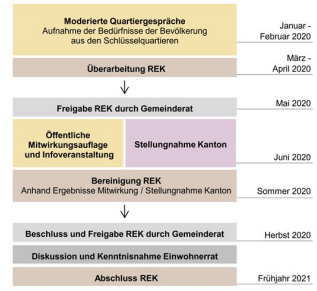 Moderierte Quartiergespräche
Aufnahme der Bedürfnisse der Bevölkerung
aus den Schlüsselquartieren
Januar -
Februar 2020
Überarbeitung REK
März -
April 2020
Freigabe REK durch Gemeinderat
Mai 2020
Öffentliche
Mitwirkungsauflage
und Infoveranstaltung
Stellungnahme Kanton
Juni 2020
Bereinigung REK
Anhand Ergebnisse Mitwirkung / Stellungnahme Kanton
Sommer 2020
Beschluss und Freigabe REK durch Gemeinderat
Herbst 2020
Diskussion und Kenntnisnahme Einwohnerrat
Abschluss REK
Frühjahr 2021